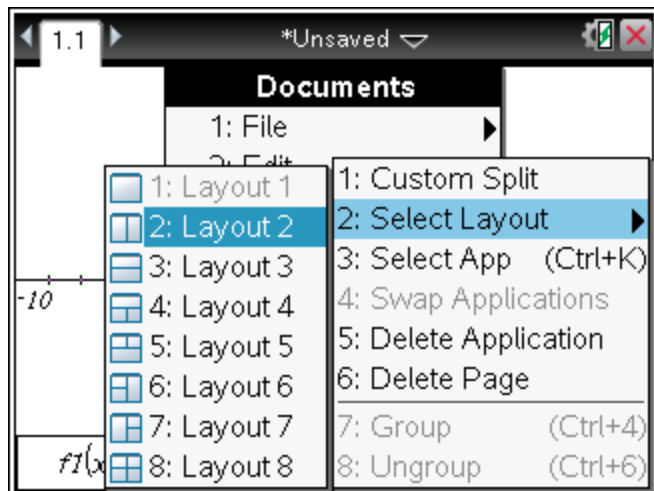 1.1 *Unsaved
Documents
1: File
2: Edit
1: Layout 1
2: Layout 2
3: Layout 3
4: Layout 4
5: Layout 5
6: Layout 6
7: Layout 7
8: Layout 8
1: Custom Split
2: Select Layout
3: Select App (Ctrl+K)
4: Swap Applications
5: Delete Application
6: Delete Page
7: Group (Ctrl+4)
8: Ungroup (Ctrl+6)
-10
f1(x